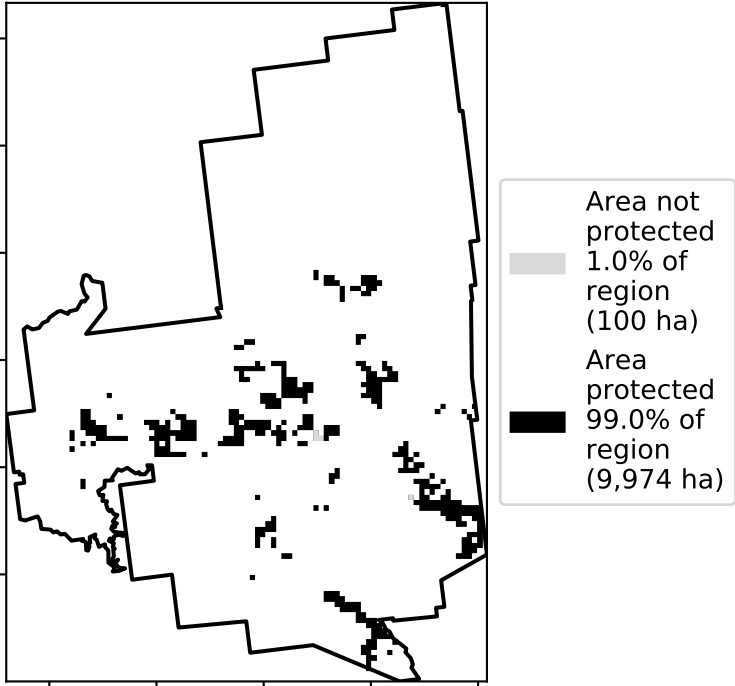 Area not
protected
1.0% of
region
(100 ha)
Area
protected
99.0% of
region
(9,974 ha)